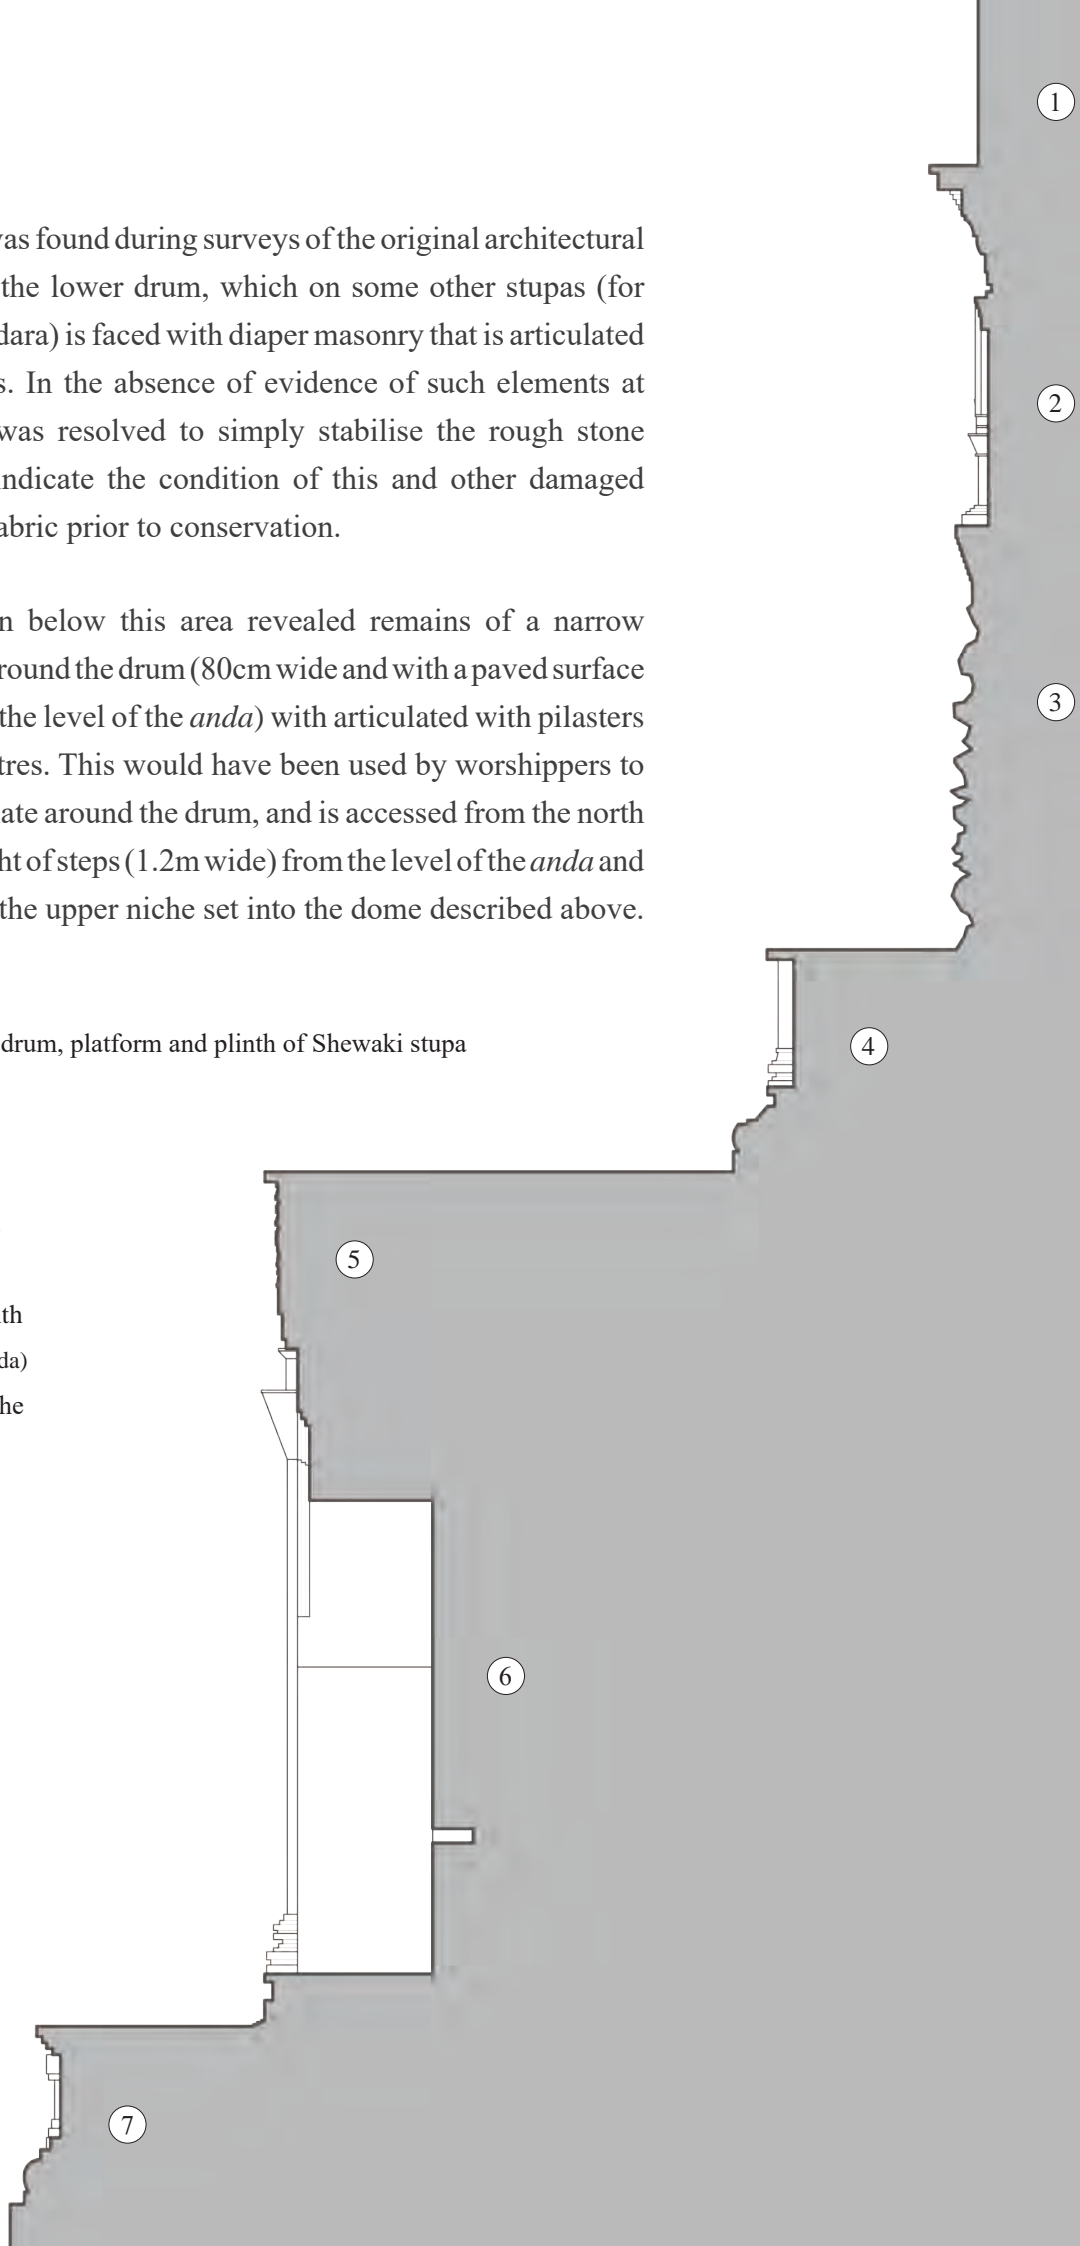 1
was found during surveys of the original architectural
the lower drum, which on some other stupas (for
dara) is faced with diaper masonry that is articulated
s. In the absence of evidence of such elements at
2
was resolved to simply stabilise the rough stone
indicate the condition of this and other damaged
abric prior to conservation.
n below this area revealed remains of a narrow
round the drum (80cm wide and with a paved surface
3
the level of the anda) with articulated with pilasters
tres. This would have been used by worshippers to
ate around the drum, and is accessed from the north
ht of steps (1.2m wide) from the level of the anda and
the upper niche set into the dome described above.
drum, platform and plinth of Shewaki stupa
4
5
th
da)
he
6
7